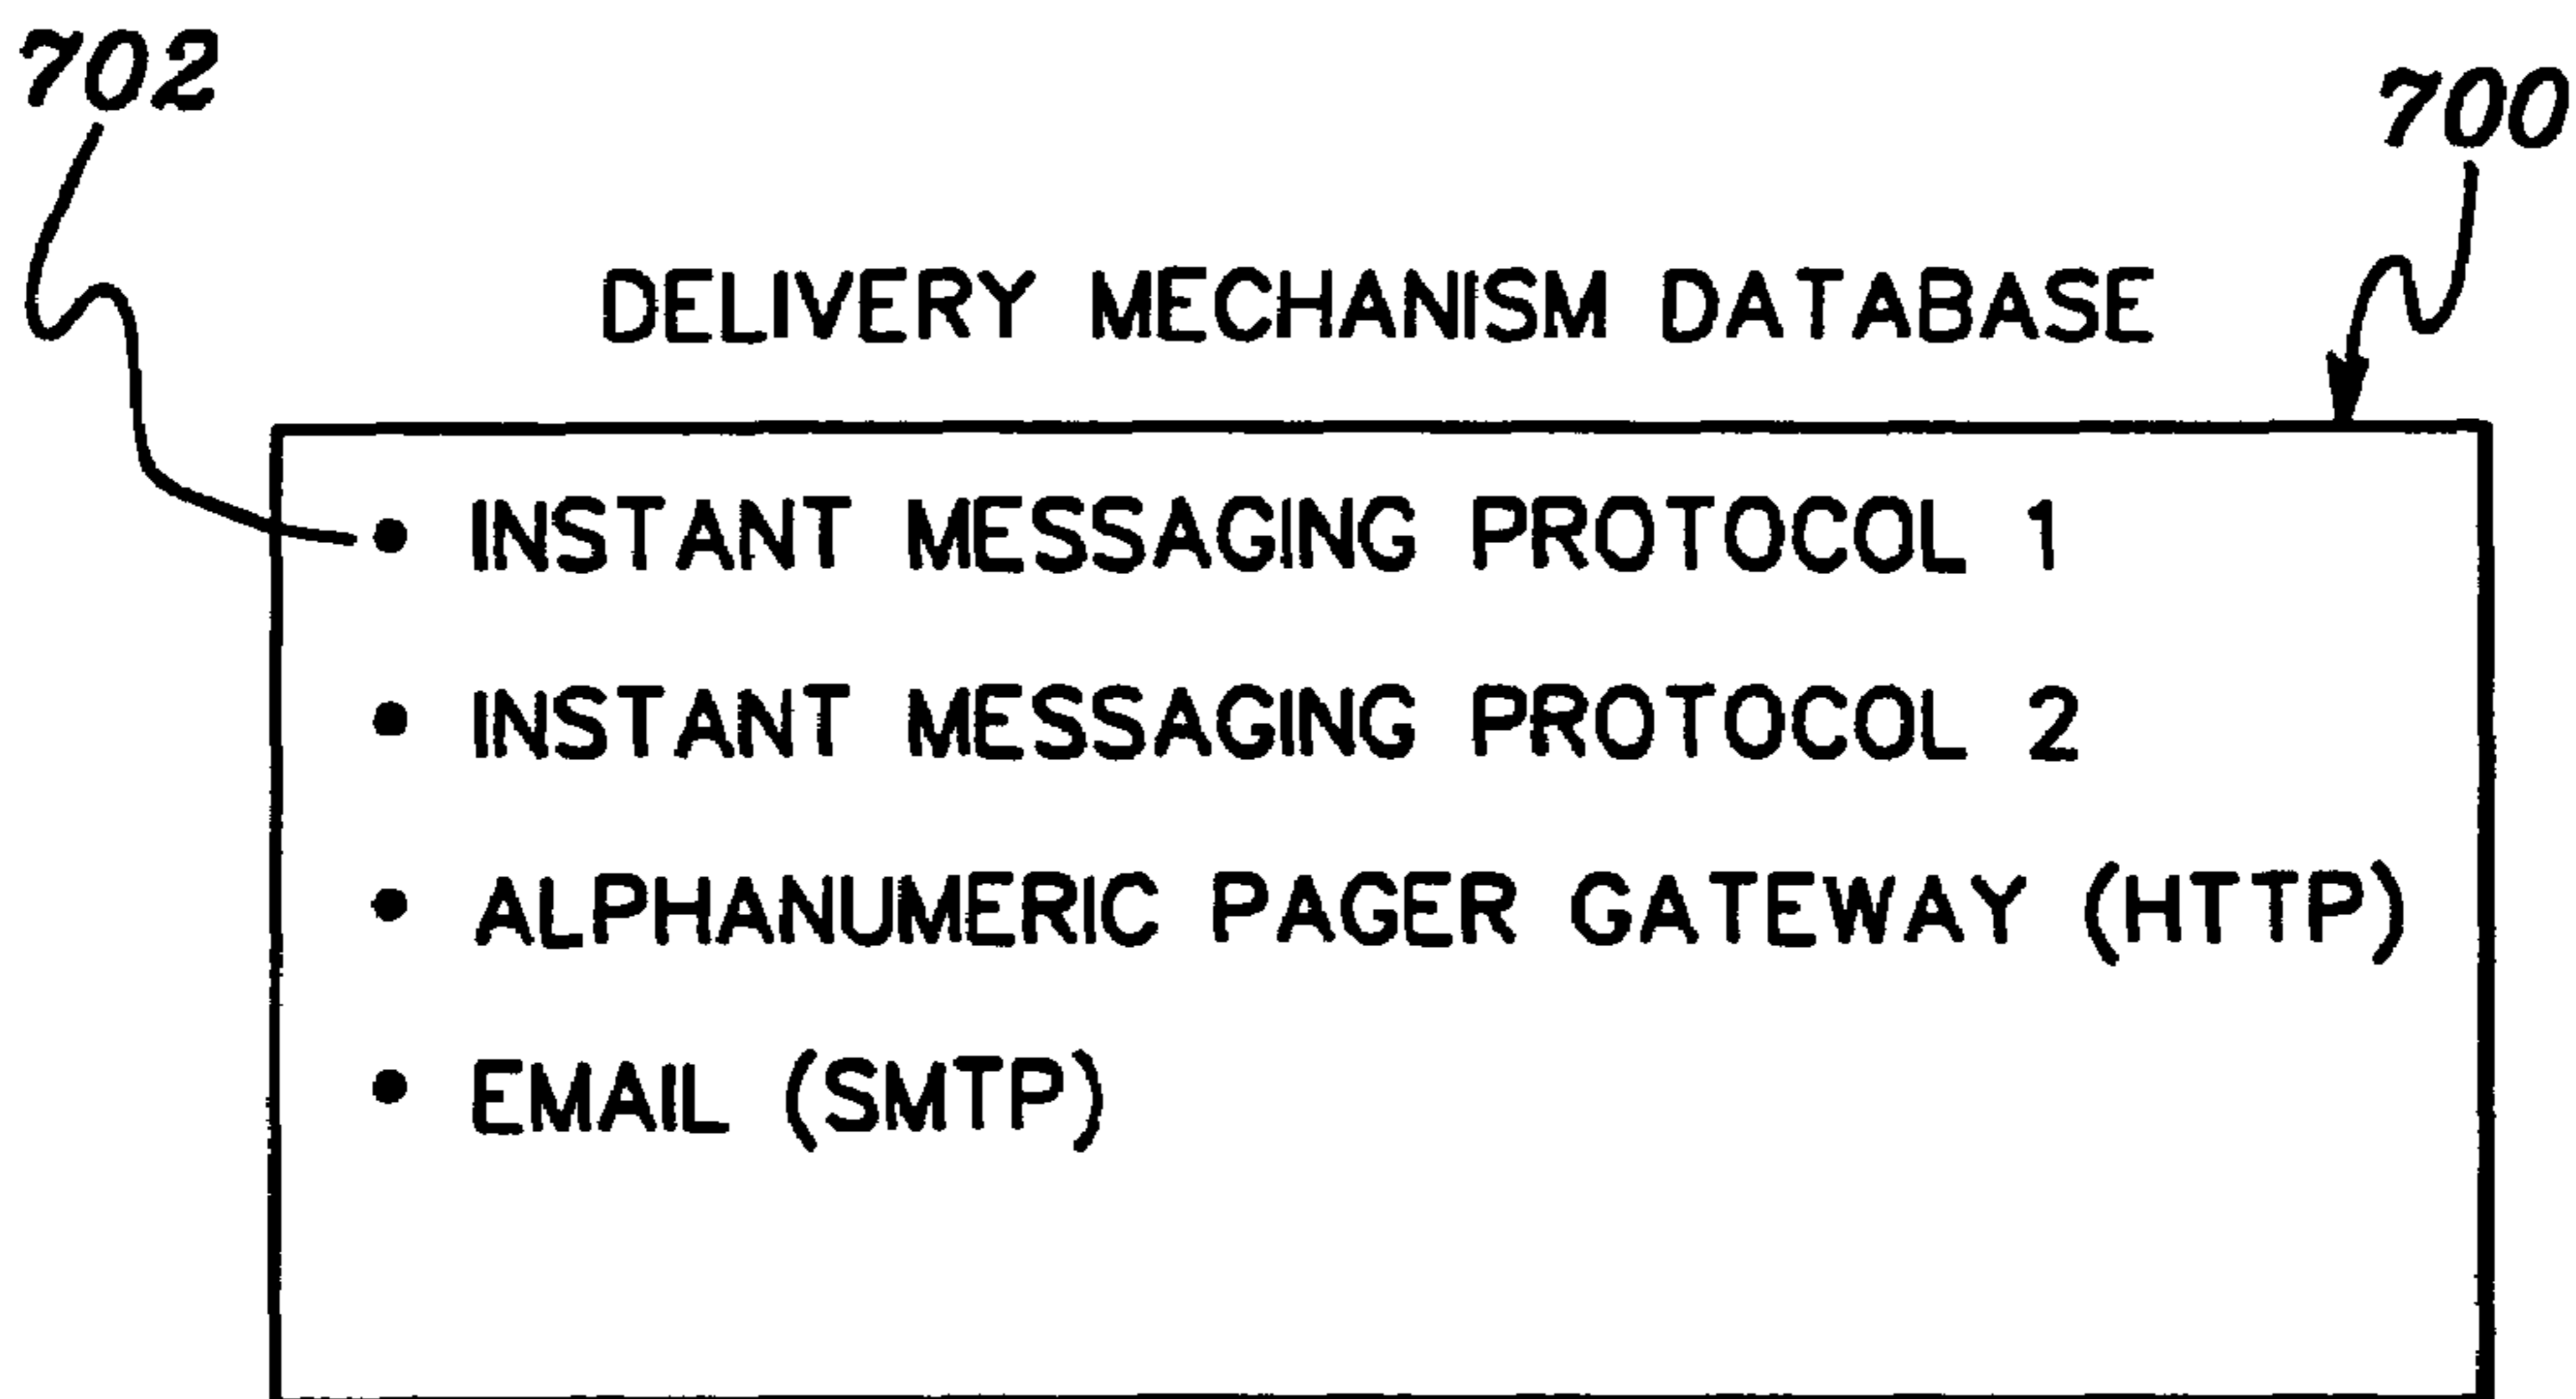 702
700
DELIVERY MECHANISM DATABASE
• INSTANT MESSAGING PROTOCOL 1
• INSTANT MESSAGING PROTOCOL 2
• ALPHANUMERIC PAGER GATEWAY (HTTP)
• EMAIL (SMTP)